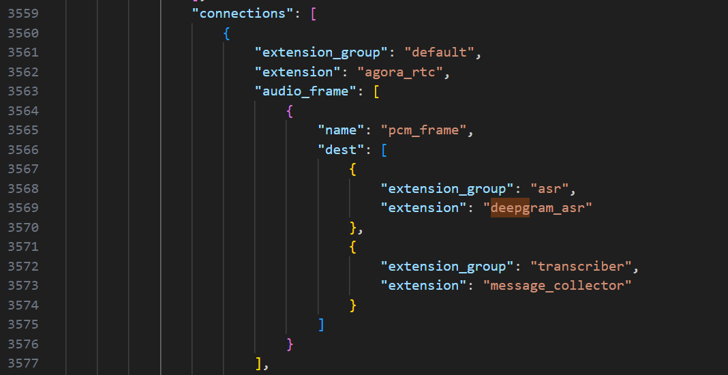 3559 "connections": [
3560 {
3561 "extension_group": "default",
3562 "extension": "agora_rtc",
3563 "audio_frame": [
3564 {
3565 "name": "pcm_frame",
3566 "dest": [
3567 {
3568 "extension_group": "asr",
3569 "extension": "deepgram_asr"
3570 },
3571 {
3572 "extension_group": "transcriber",
3573 "extension": "message_collector"
3574 }
3575 ]
3576 }
3577 ],